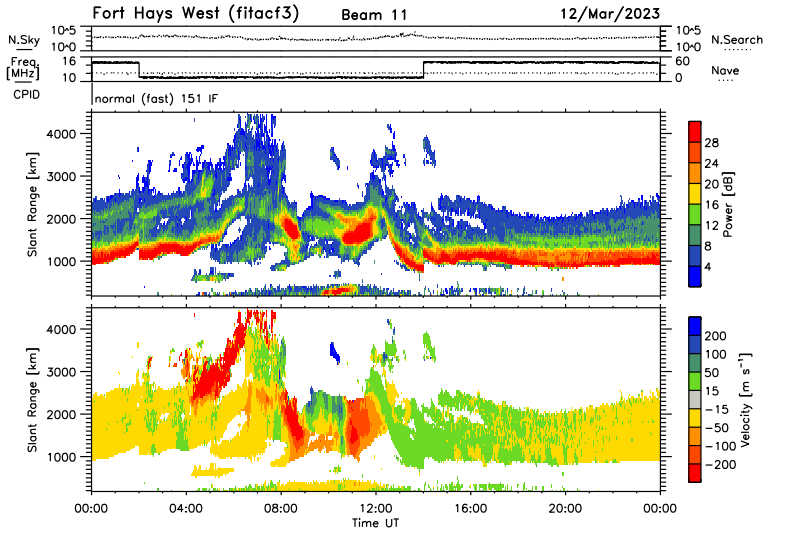 Fort Hays West (fitacf3) Beam 11 12/Mar/2023
N.Sky 10^5 10^0 10^5 10^0 N.Search
Freq. [MHz] 16 10 60 0 Nave
CPID normal (fast) 151 IF
Slant Range [km] 4000 3000 2000 1000
28 24 20 16 12 8 4 Power [dB]
Slant Range [km] 4000 3000 2000 1000
200 100 50 15 −15 −50 −100 −200 Velocity [m s⁻¹]
00:00 04:00 08:00 12:00 16:00 20:00 00:00
Time UT